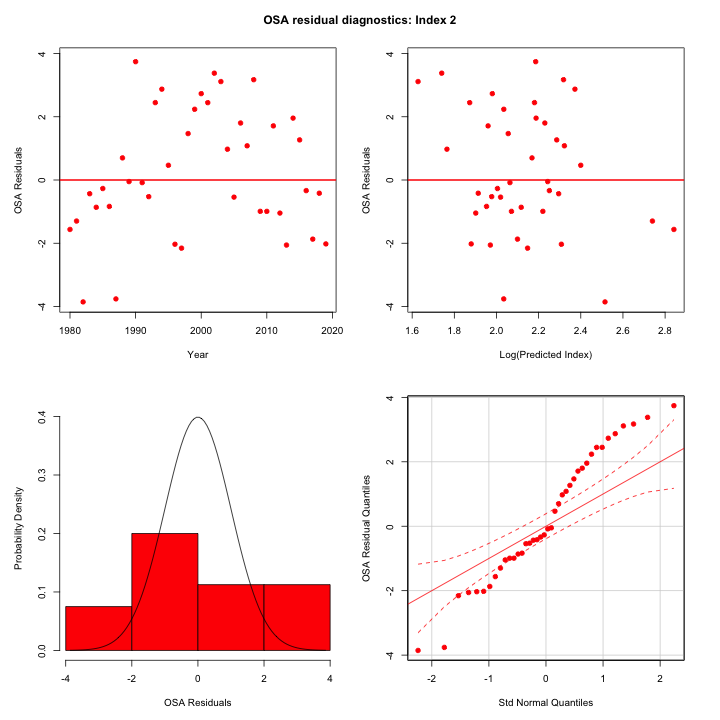 OSA residual diagnostics: Index 2
OSA Residuals
4
2
0
-2
-4
1980 1990 2000 2010 2020
Year
OSA Residuals
4
2
0
-2
-4
1.6 1.8 2.0 2.2 2.4 2.6 2.8
Log(Predicted Index)
Probability Density
0.4
0.3
0.2
0.1
0.0
-4 -2 0 2 4
OSA Residuals
OSA Residual Quantiles
4
2
0
-2
-4
-2 -1 0 1 2
Std Normal Quantiles